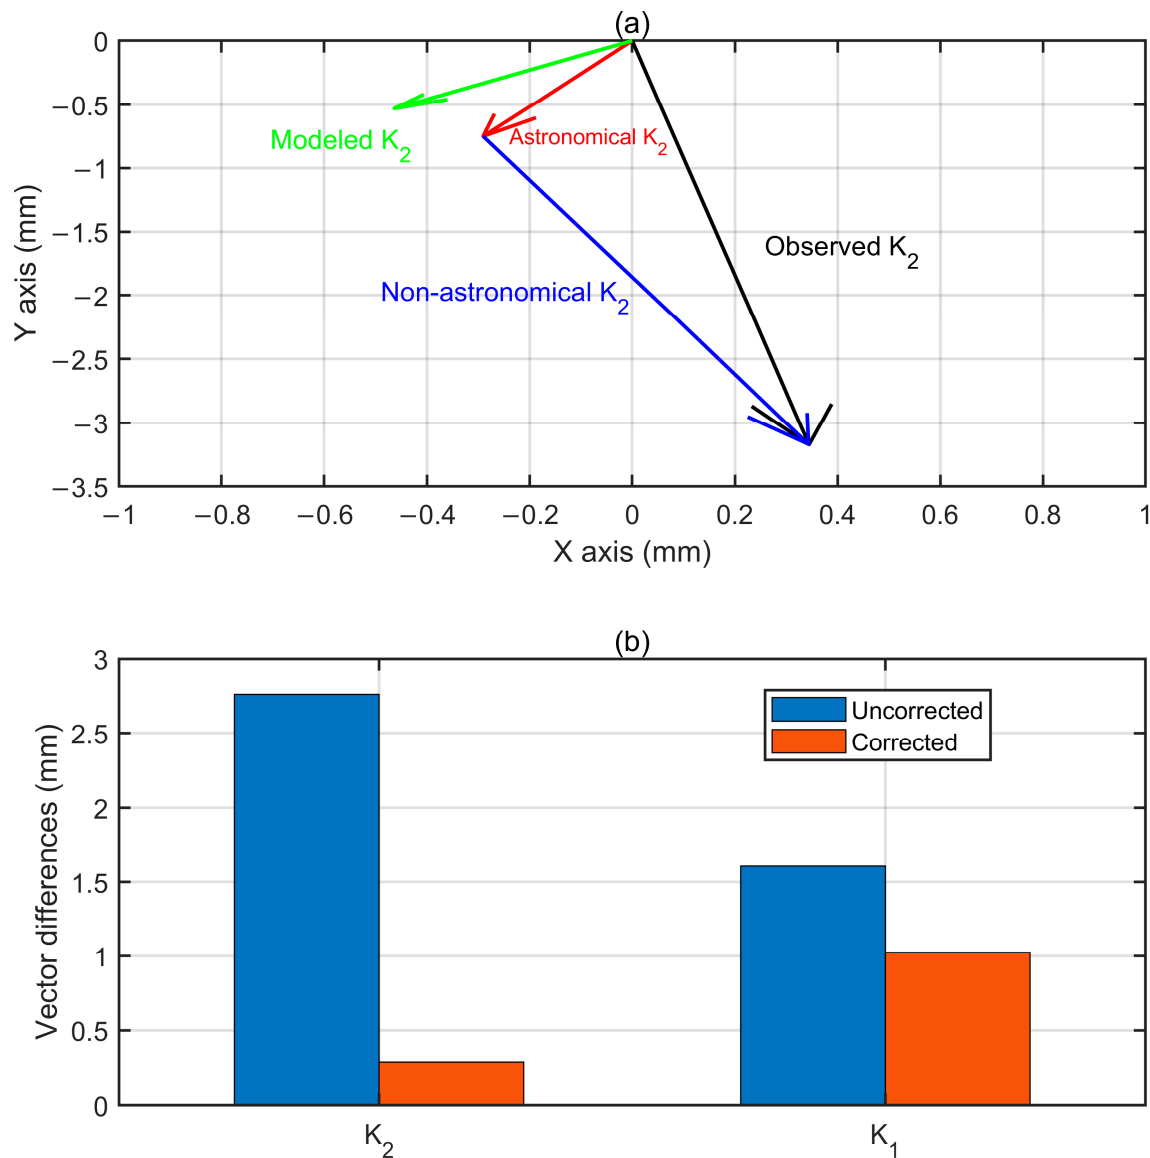 (a)
0
−0.5
−1
−1.5
−2
−2.5
−3
−3.5
Y axis (mm)
Modeled K2
Astronomical K2
Observed K2
Non-astronomical K2
−1 −0.8 −0.6 −0.4 −0.2 0 0.2 0.4 0.6 0.8 1
X axis (mm)
(b)
3
2.5
2
1.5
1
0.5
0
Vector differences (mm)
Uncorrected
Corrected
K2 K1